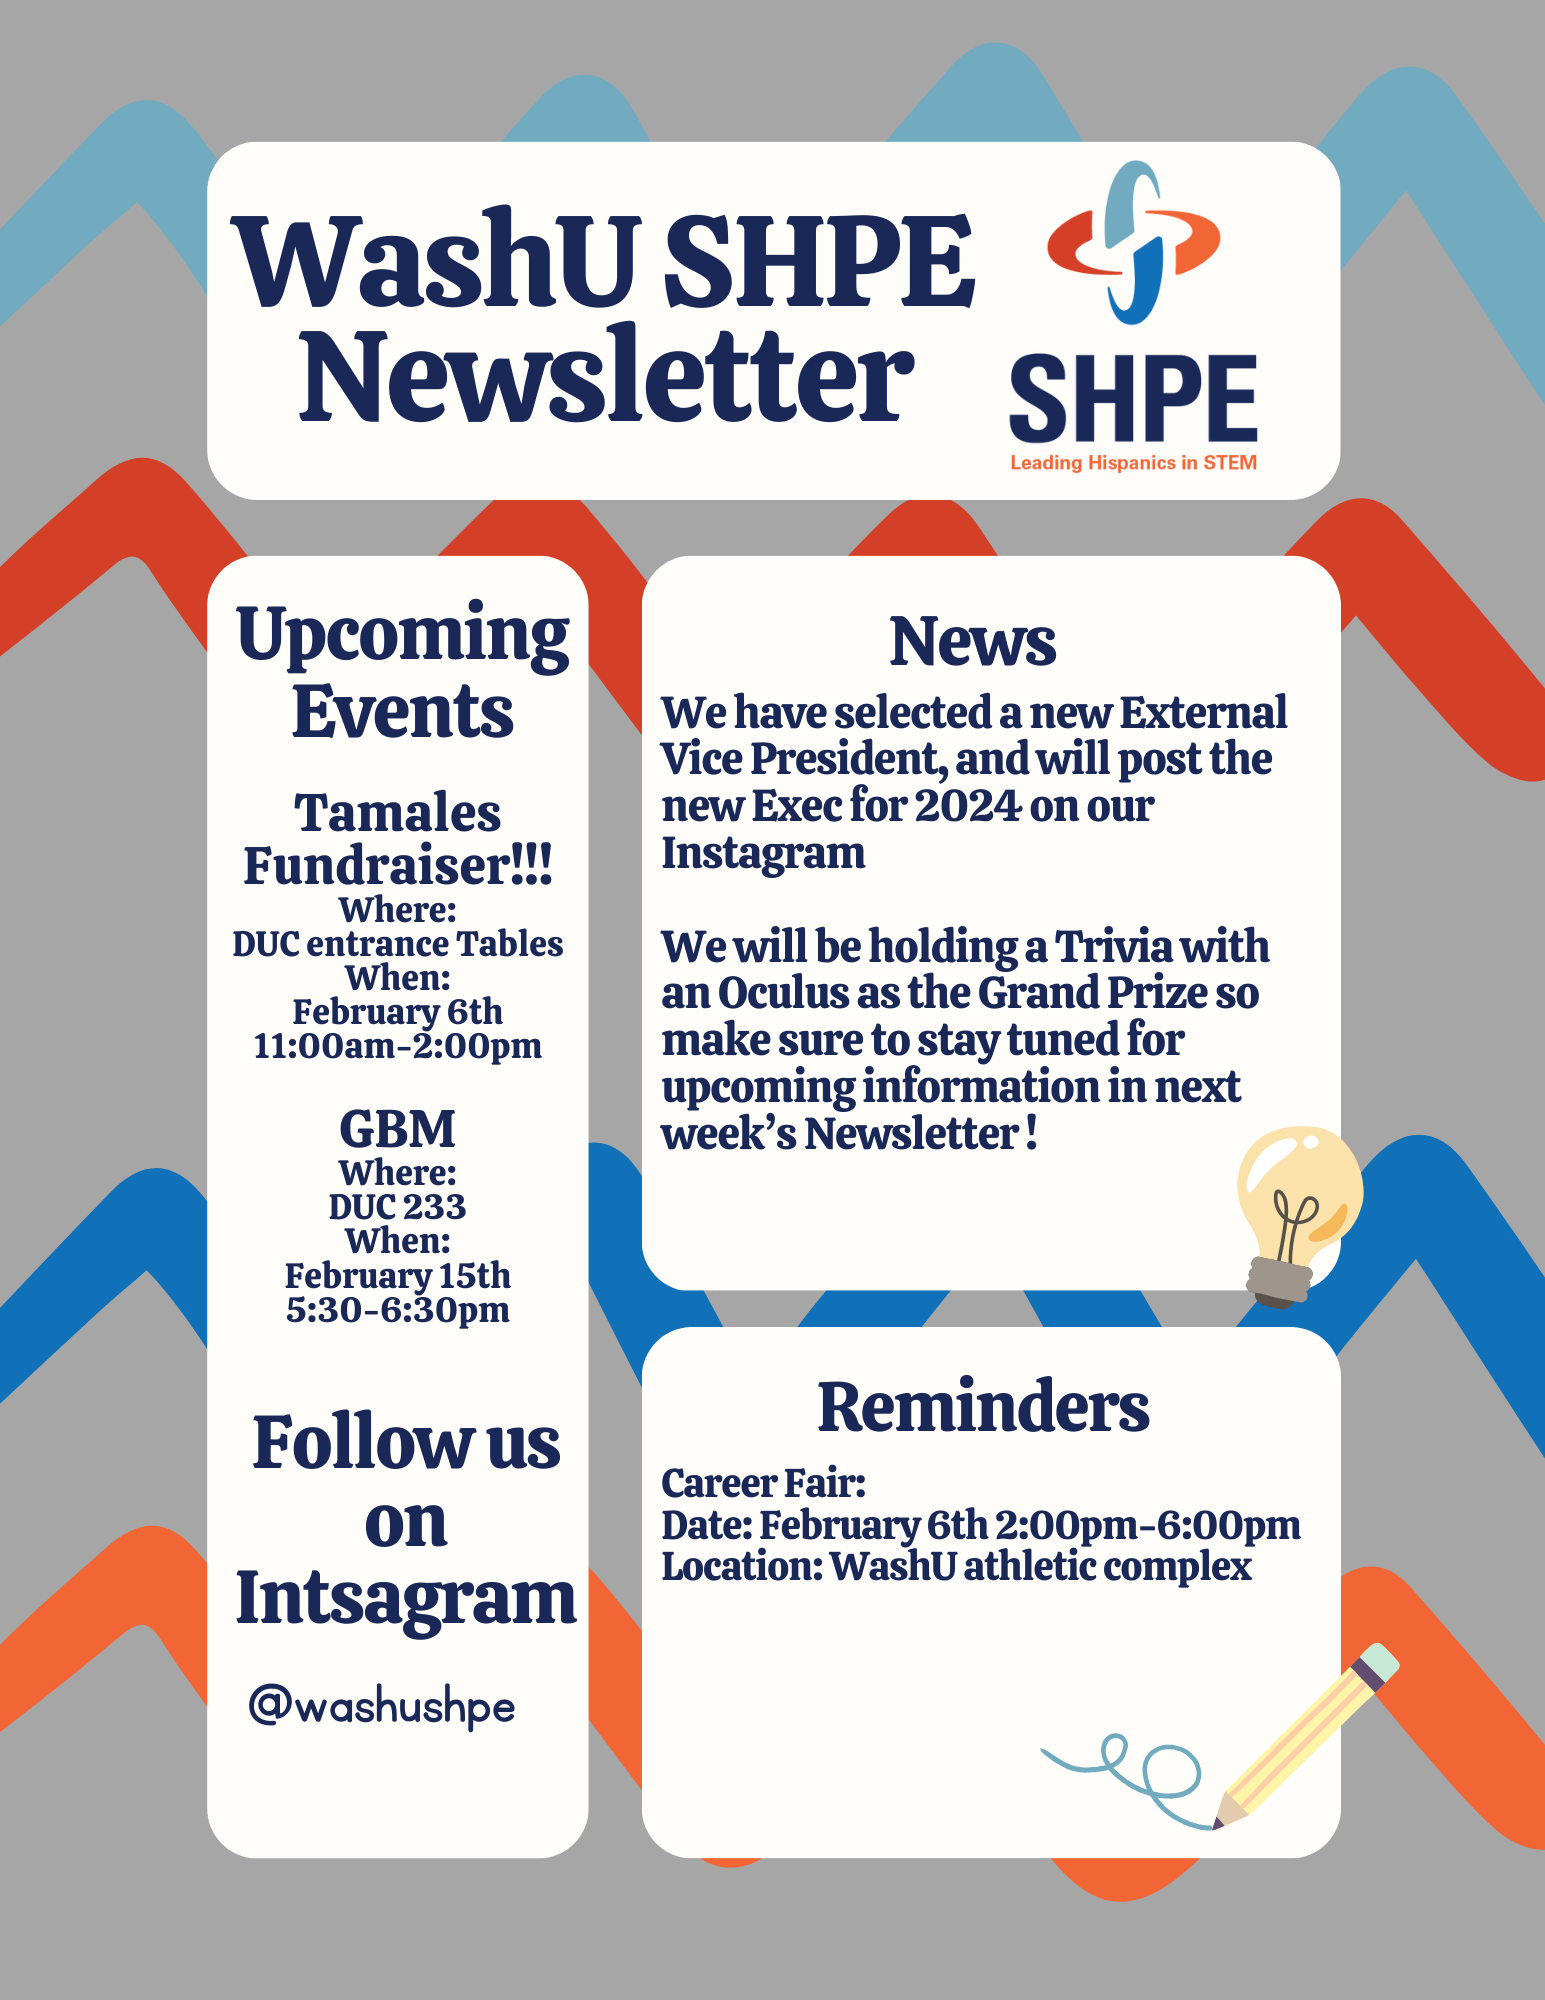 WashU SHPE
Newsletter
SHPE
Leading Hispanics in STEM
Upcoming
Events
Tamales
Fundraiser!!!
Where:
DUC entrance Tables
When:
February 6th
11:00am-2:00pm
GBM
Where:
DUC 233
When:
February 15th
5:30-6:30pm
Follow us
on
Intsagram
@washushpe
News
We have selected a new External
Vice President, and will post the
new Exec for 2024 on our
Instagram
We will be holding a Trivia with
an Oculus as the Grand Prize so
make sure to stay tuned for
upcoming information in next
week’s Newsletter !
Reminders
Career Fair:
Date: February 6th 2:00pm-6:00pm
Location: WashU athletic complex